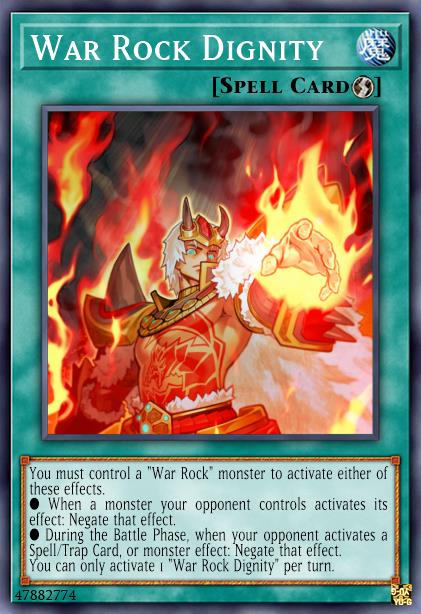 WAR ROCK DIGNITY
魔
[SPELL CARD]
You must control a "War Rock" monster to activate either of
these effects.
● When a monster your opponent controls activates its
effect: Negate that effect.
● During the Battle Phase, when your opponent activates a
Spell/Trap Card, or monster effect: Negate that effect.
You can only activate 1 "War Rock Dignity" per turn.
47882774